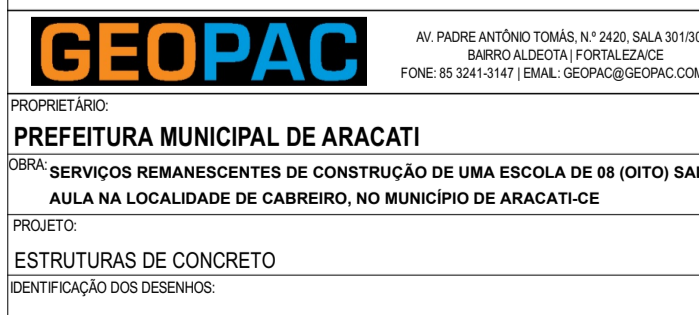 GEOPAC
AV. PADRE ANTÔNIO TOMÁS, N.º 2420, SALA 301/30
BAIRRO ALDEOTA | FORTALEZA/CE
FONE: 85 3241-3147 | EMAIL: GEOPAC@GEOPAC.COM
PROPRIETÁRIO:
PREFEITURA MUNICIPAL DE ARACATI
OBRA: SERVIÇOS REMANESCENTES DE CONSTRUÇÃO DE UMA ESCOLA DE 08 (OITO) SAL
AULA NA LOCALIDADE DE CABREIRO, NO MUNICÍPIO DE ARACATI-CE
PROJETO:
ESTRUTURAS DE CONCRETO
IDENTIFICAÇÃO DOS DESENHOS: